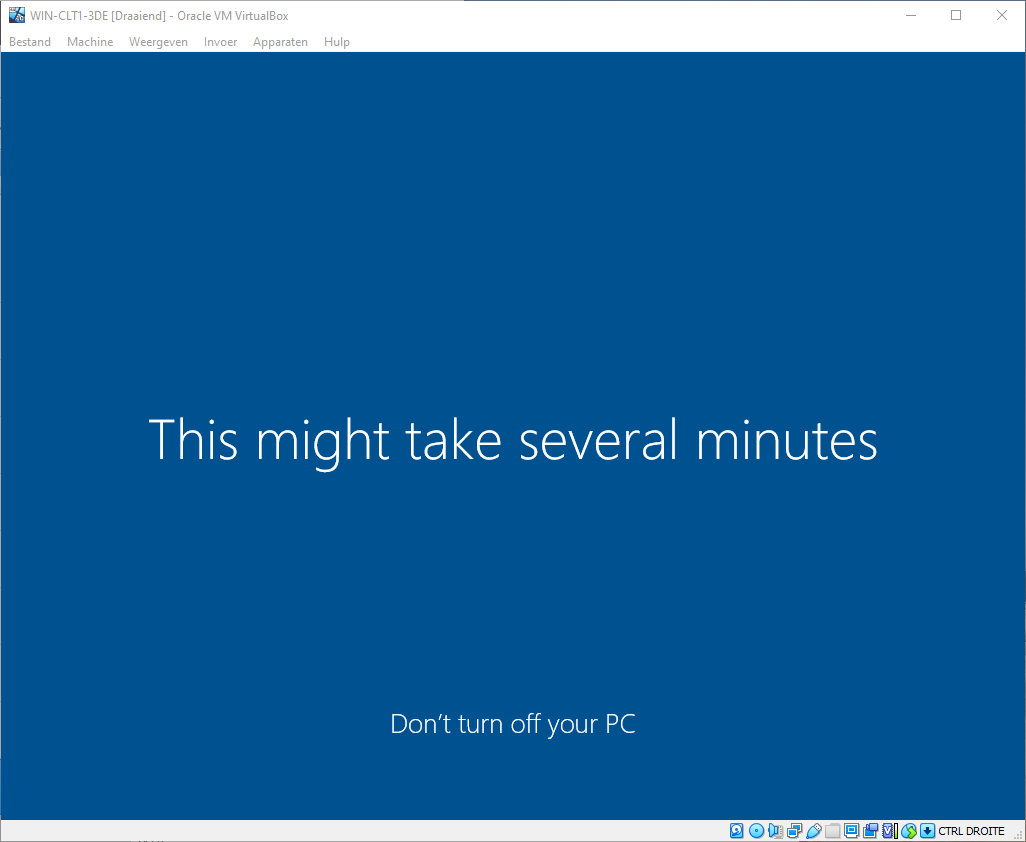 WIN-CLT1-3DE [Draaiend] - Oracle VM VirtualBox
Bestand Machine Weergeven Invoer Apparaten Hulp
This might take several minutes
Don't turn off your PC
CTRL DROITE